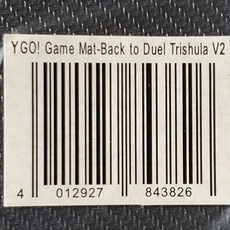 YGO! Game Mat-Back to Duel Trishula V2
4 012927 843826